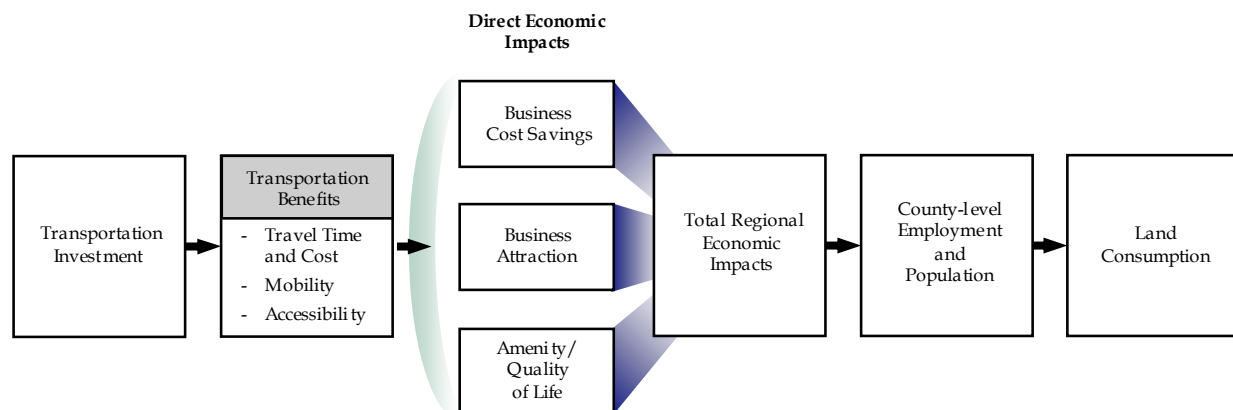 Direct Economic
Impacts
Transportation
Investment
Transportation
Benefits
- Travel Time
and Cost
- Mobility
- Accessibility
Business
Cost Savings
Business
Attraction
Amenity/
Quality
of Life
Total Regional
Economic
Impacts
County-level
Employment
and
Population
Land
Consumption